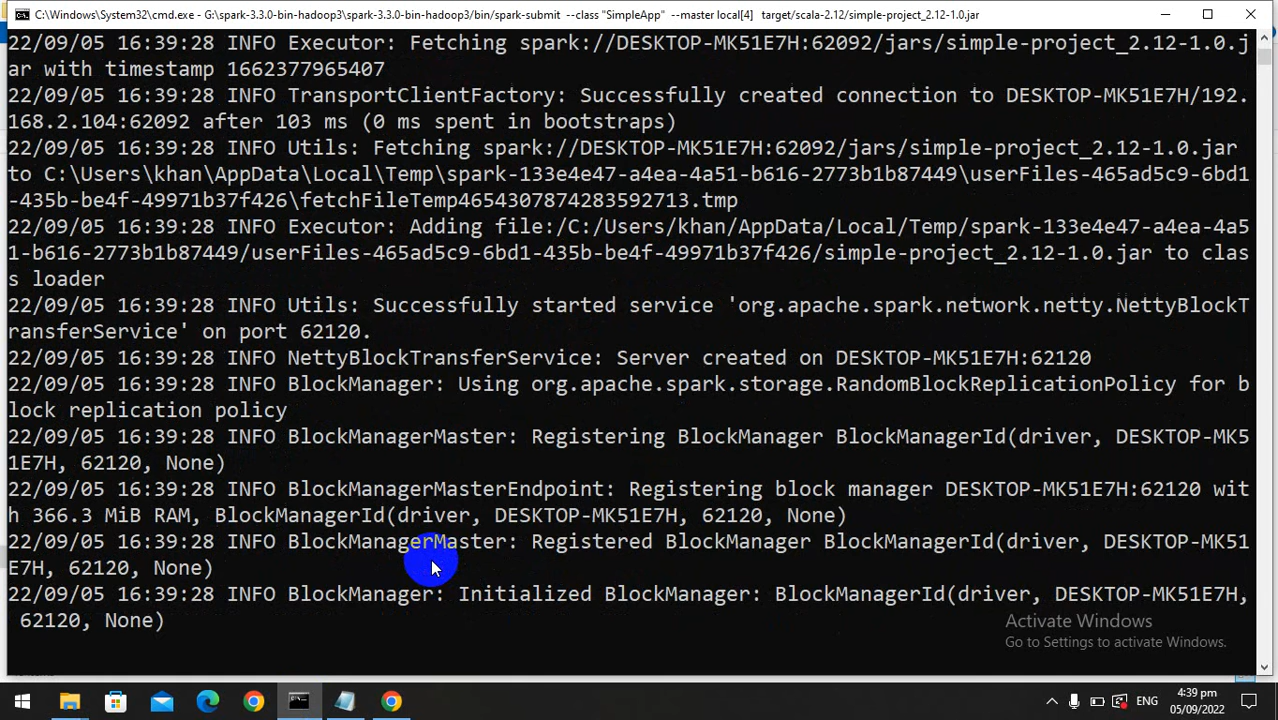 C:\Windows\System32\cmd.exe - G:\spark-3.3.0-bin-hadoop3\spark-3.3.0-bin-hadoop3/bin/spark-submit --class "SimpleApp" --master local[4] target/scala-2.12/simple-project_2.12-1.0.jar
22/09/05 16:39:28 INFO Executor: Fetching spark://DESKTOP-MK51E7H:62092/jars/simple-project_2.12-1.0.j
ar with timestamp 1662377965407
22/09/05 16:39:28 INFO TransportClientFactory: Successfully created connection to DESKTOP-MK51E7H/192.
168.2.104:62092 after 103 ms (0 ms spent in bootstraps)
22/09/05 16:39:28 INFO Utils: Fetching spark://DESKTOP-MK51E7H:62092/jars/simple-project_2.12-1.0.jar
to C:\Users\khan\AppData\Local\Temp\spark-133e4e47-a4ea-4a51-b616-2773b1b87449\userFiles-465ad5c9-6bd1
-435b-be4f-49971b37f426\fetchFileTemp4654307874283592713.tmp
22/09/05 16:39:28 INFO Executor: Adding file:/C:/Users/khan/AppData/Local/Temp/spark-133e4e47-a4ea-4a5
1-b616-2773b1b87449/userFiles-465ad5c9-6bd1-435b-be4f-49971b37f426/simple-project_2.12-1.0.jar to clas
s loader
22/09/05 16:39:28 INFO Utils: Successfully started service 'org.apache.spark.network.netty.NettyBlockT
ransferService' on port 62120.
22/09/05 16:39:28 INFO NettyBlockTransferService: Server created on DESKTOP-MK51E7H:62120
22/09/05 16:39:28 INFO BlockManager: Using org.apache.spark.storage.RandomBlockReplicationPolicy for b
lock replication policy
22/09/05 16:39:28 INFO BlockManagerMaster: Registering BlockManager BlockManagerId(driver, DESKTOP-MK5
1E7H, 62120, None)
22/09/05 16:39:28 INFO BlockManagerMasterEndpoint: Registering block manager DESKTOP-MK51E7H:62120 wit
h 366.3 MiB RAM, BlockManagerId(driver, DESKTOP-MK51E7H, 62120, None)
22/09/05 16:39:28 INFO BlockManagerMaster: Registered BlockManager BlockManagerId(driver, DESKTOP-MK51
E7H, 62120, None)
22/09/05 16:39:28 INFO BlockManager: Initialized BlockManager: BlockManagerId(driver, DESKTOP-MK51E7H,
 62120, None)
Activate Windows
Go to Settings to activate Windows.
ENG
4:39 pm
05/09/2022